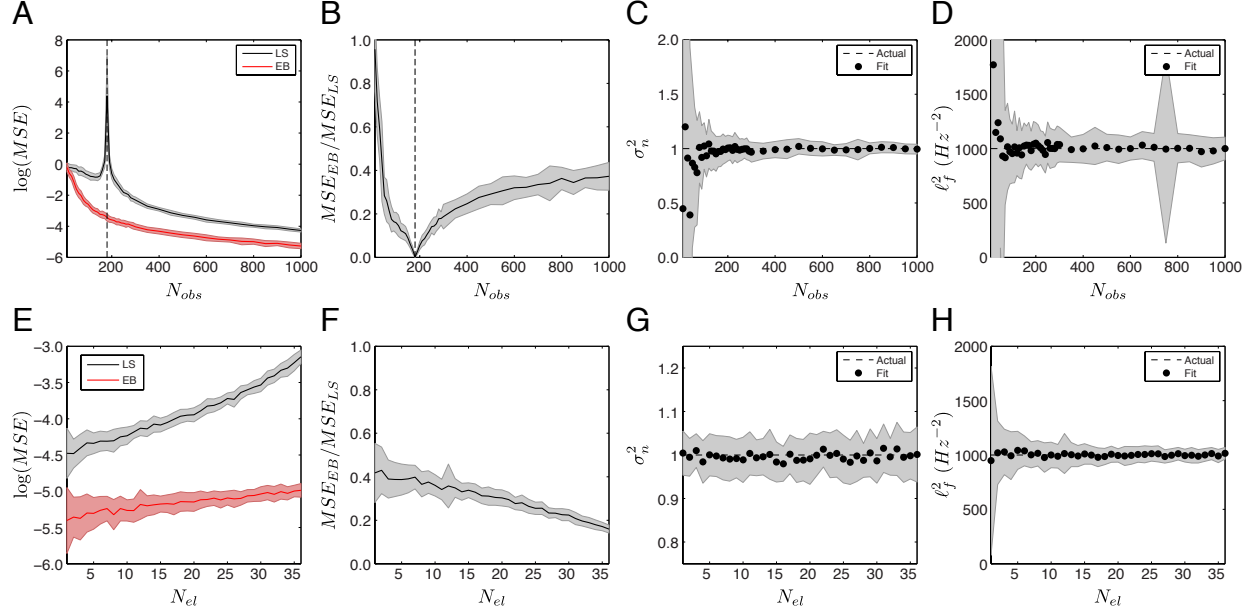 A
8
6
4
2
0
−2
−4
−6
200
400
600
800
1000
log(MSE)
N_obs
LS
EB
B
1.0
0.8
0.6
0.4
0.2
0.0
200
400
600
800
1000
MSE_EB/MSE_LS
N_obs
C
2.0
1.5
1.0
0.5
0.0
200
400
600
800
1000
σ_n^2
N_obs
Actual
Fit
D
2000
1500
1000
500
0
200
400
600
800
1000
ℓ_f^2 (Hz^−2)
N_obs
Actual
Fit
E
−3.0
−3.5
−4.0
−4.5
−5.0
−5.5
−6.0
5
10
15
20
25
30
35
log(MSE)
N_el
LS
EB
F
1.0
0.8
0.6
0.4
0.2
0.0
5
10
15
20
25
30
35
MSE_EB/MSE_LS
N_el
G
1.2
1.1
1.0
0.9
0.8
5
10
15
20
25
30
35
σ_n^2
N_el
Actual
Fit
H
2000
1500
1000
500
0
5
10
15
20
25
30
35
ℓ_f^2 (Hz^−2)
N_el
Actual
Fit